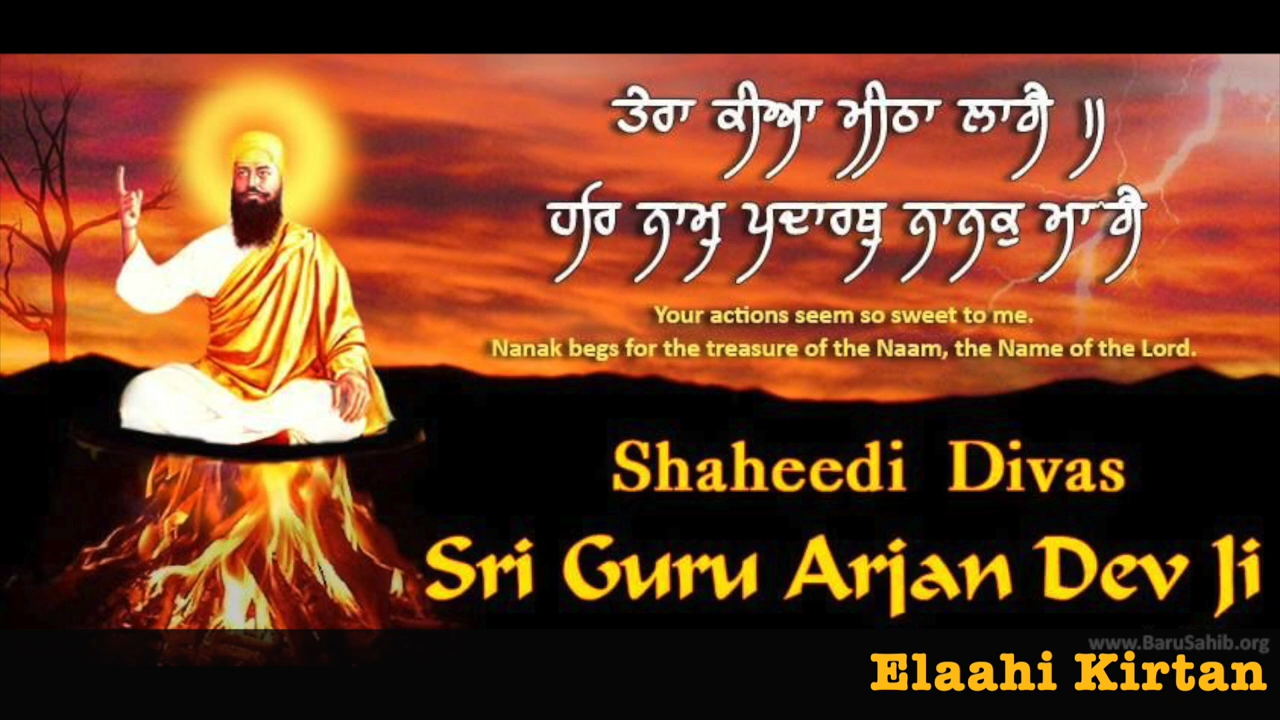 ਤੇਰਾ ਕੀਆ ਮੀਠਾ ਲਾਗੈ ॥
ਹਰਿ ਨਾਮੁ ਪਦਾਰਥੁ ਨਾਨਕੁ ਮਾਂਗੈ
Your actions seem so sweet to me.
Nanak begs for the treasure of the Naam, the Name of the Lord.
Shaheedi Divas
Sri Guru Arjan Dev Ji
www.BaruSahib.org
Elaahi Kirtan